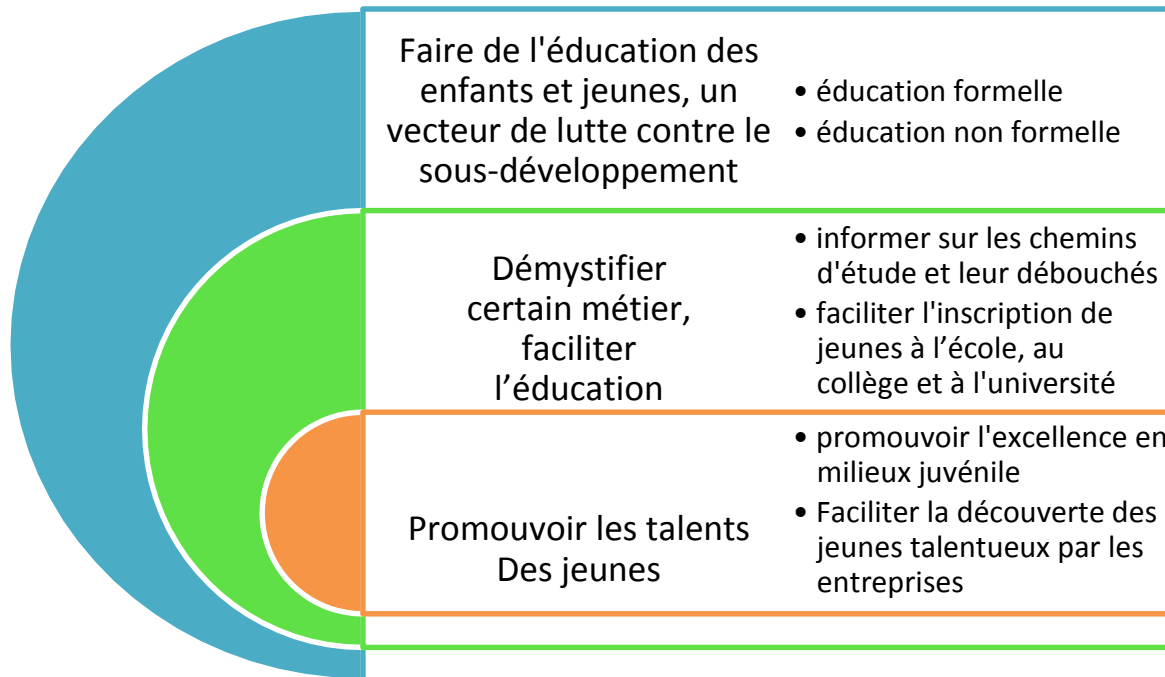 Faire de l'éducation des
enfants et jeunes, un
vecteur de lutte contre le
sous-développement
• éducation formelle
• éducation non formelle
Démystifier
certain métier,
faciliter
l’éducation
• informer sur les chemins
d'étude et leur débouchés
• faciliter l'inscription de
jeunes à l’école, au
collège et à l'université
Promouvoir les talents
Des jeunes
• promouvoir l'excellence en
milieux juvénile
• Faciliter la découverte des
jeunes talentueux par les
entreprises